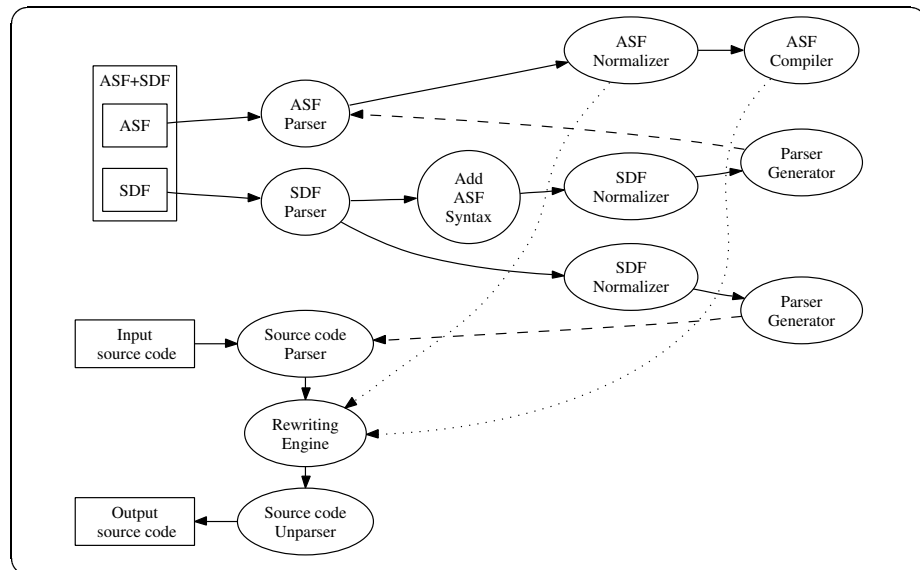 ASF
Normalizer
ASF
Compiler
ASF+SDF
ASF
ASF
Parser
Parser
Generator
SDF
SDF
Parser
Add
ASF
Syntax
SDF
Normalizer
SDF
Normalizer
Parser
Generator
Input
source code
Source code
Parser
Rewriting
Engine
Output
source code
Source code
Unparser